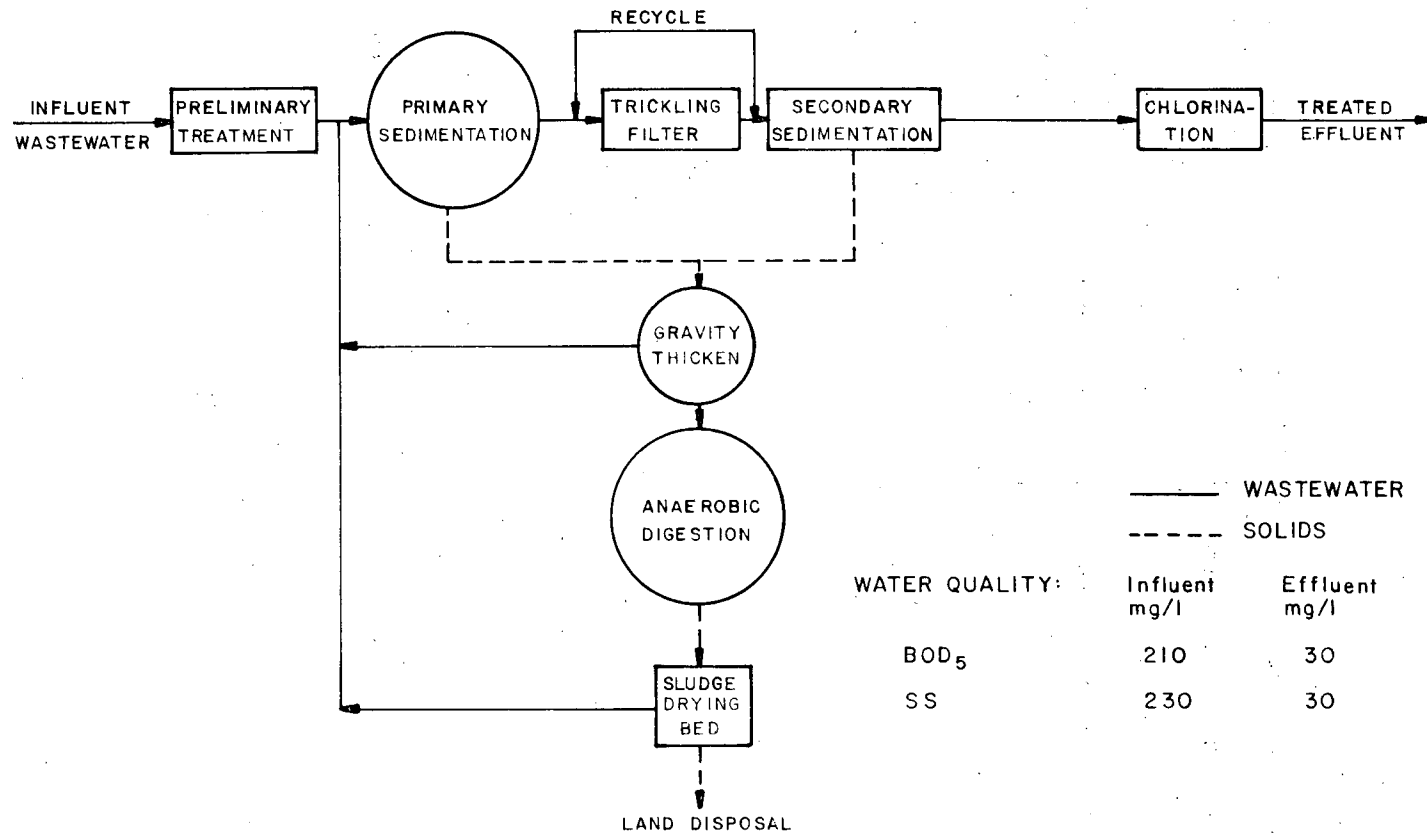 RECYCLE
INFLUENT
WASTEWATER
PRELIMINARY
TREATMENT
PRIMARY
SEDIMENTATION
TRICKLING
FILTER
SECONDARY
SEDIMENTATION
CHLORINA-
TION
TREATED
EFFLUENT
GRAVITY
THICKEN
ANAEROBIC
DIGESTION
SLUDGE
DRYING
BED
LAND DISPOSAL
WASTEWATER
SOLIDS
WATER QUALITY: Influent Effluent
mg/l mg/l
BOD5 210 30
SS 230 30